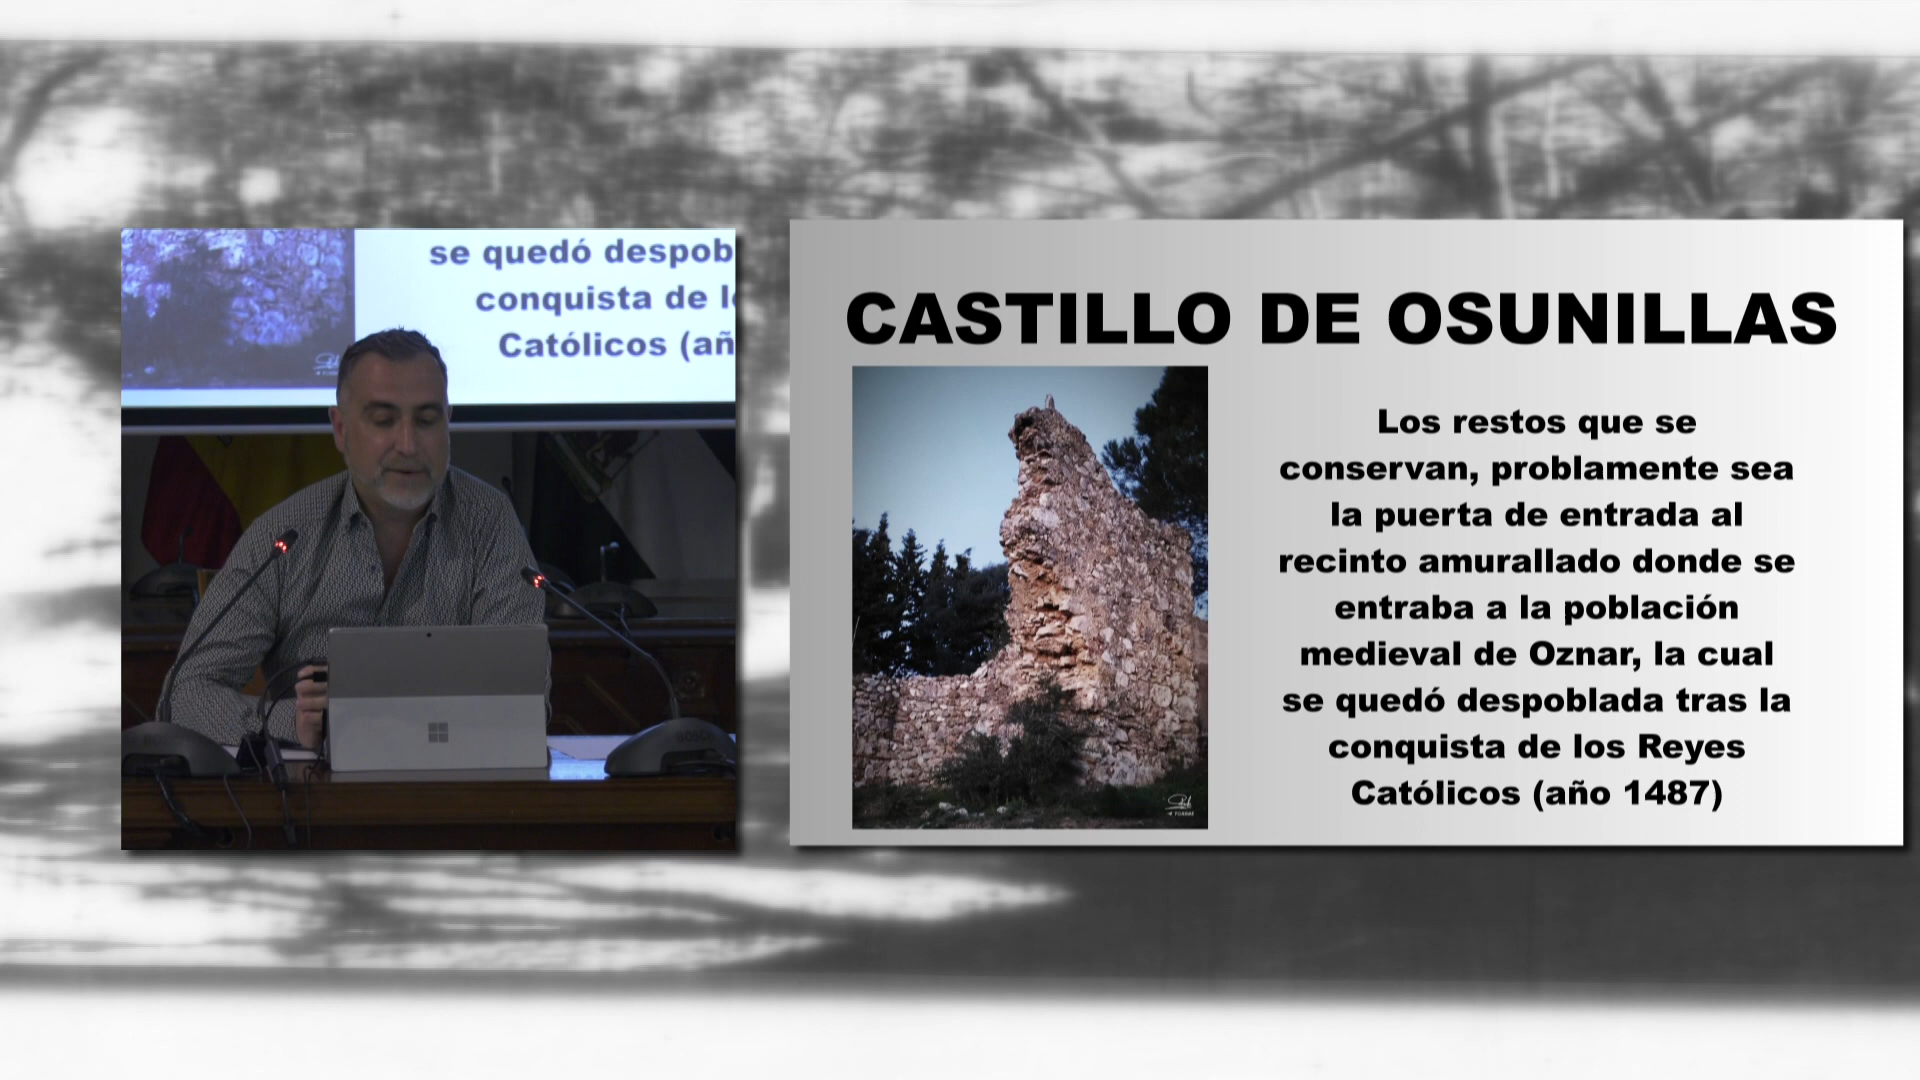 se quedó despob
conquista de l
Católicos (añ
BOSCH
CASTILLO DE OSUNILLAS
Los restos que se
conservan, problamente sea
la puerta de entrada al
recinto amurallado donde se
entraba a la población
medieval de Oznar, la cual
se quedó despoblada tras la
conquista de los Reyes
Católicos (año 1487)